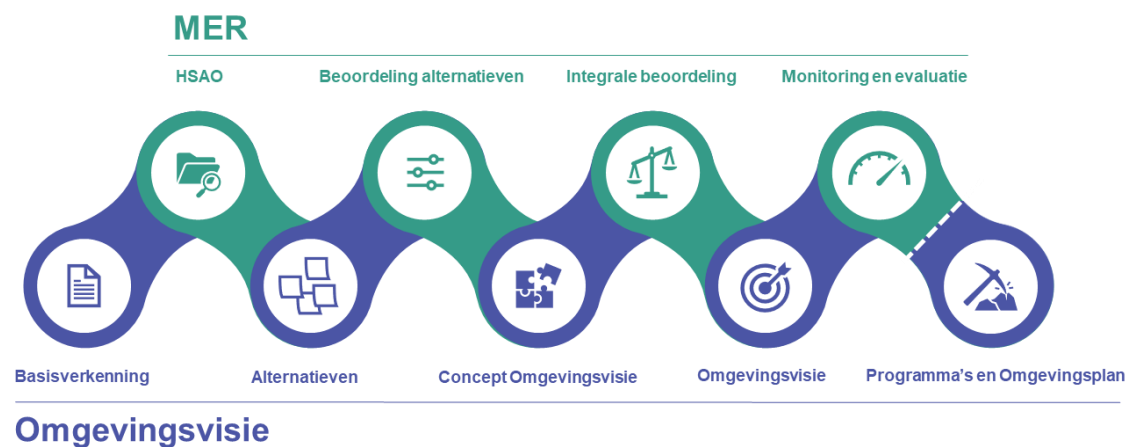 MER
HSAO
Beoordeling alternatieven
Integrale beoordeling
Monitoring en evaluatie
Basisverkenning
Alternatieven
Concept Omgevingsvisie
Omgevingsvisie
Programma's en Omgevingsplan
Omgevingsvisie